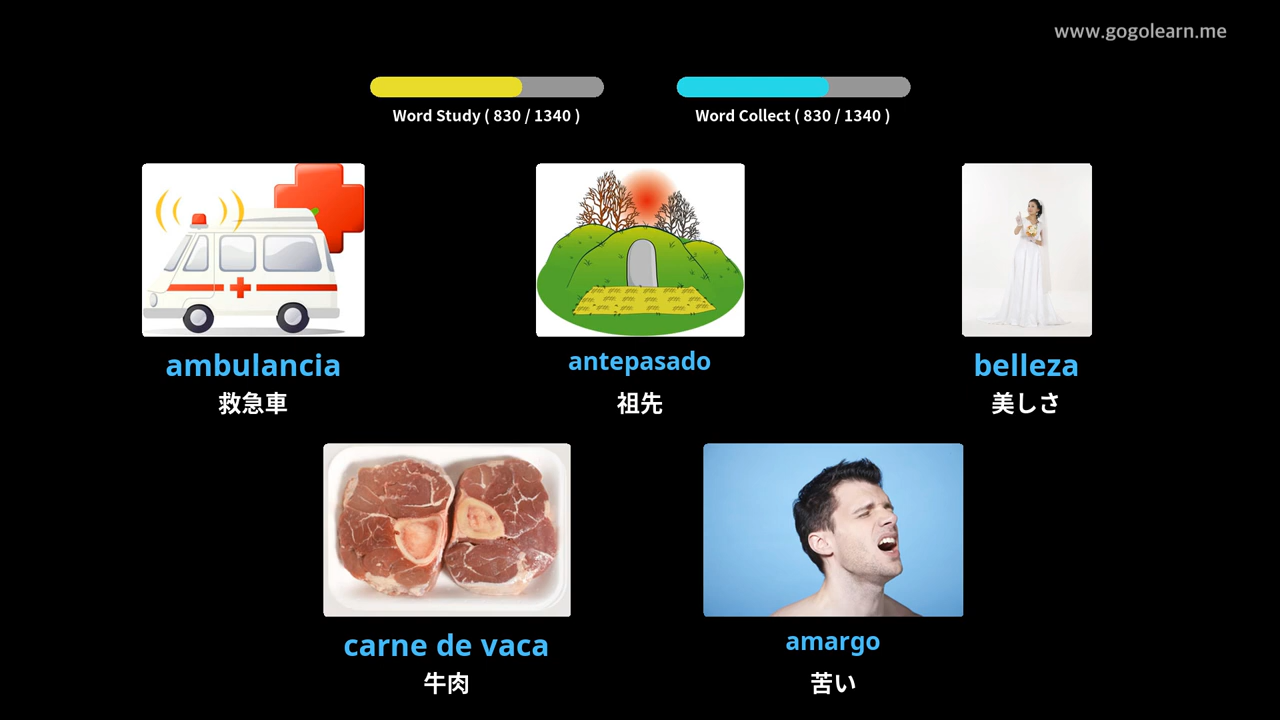 www.gogolearn.me
Word Study ( 830 / 1340 )
Word Collect ( 830 / 1340 )
ambulancia
救急車
antepasado
祖先
belleza
美しさ
carne de vaca
牛肉
amargo
苦い